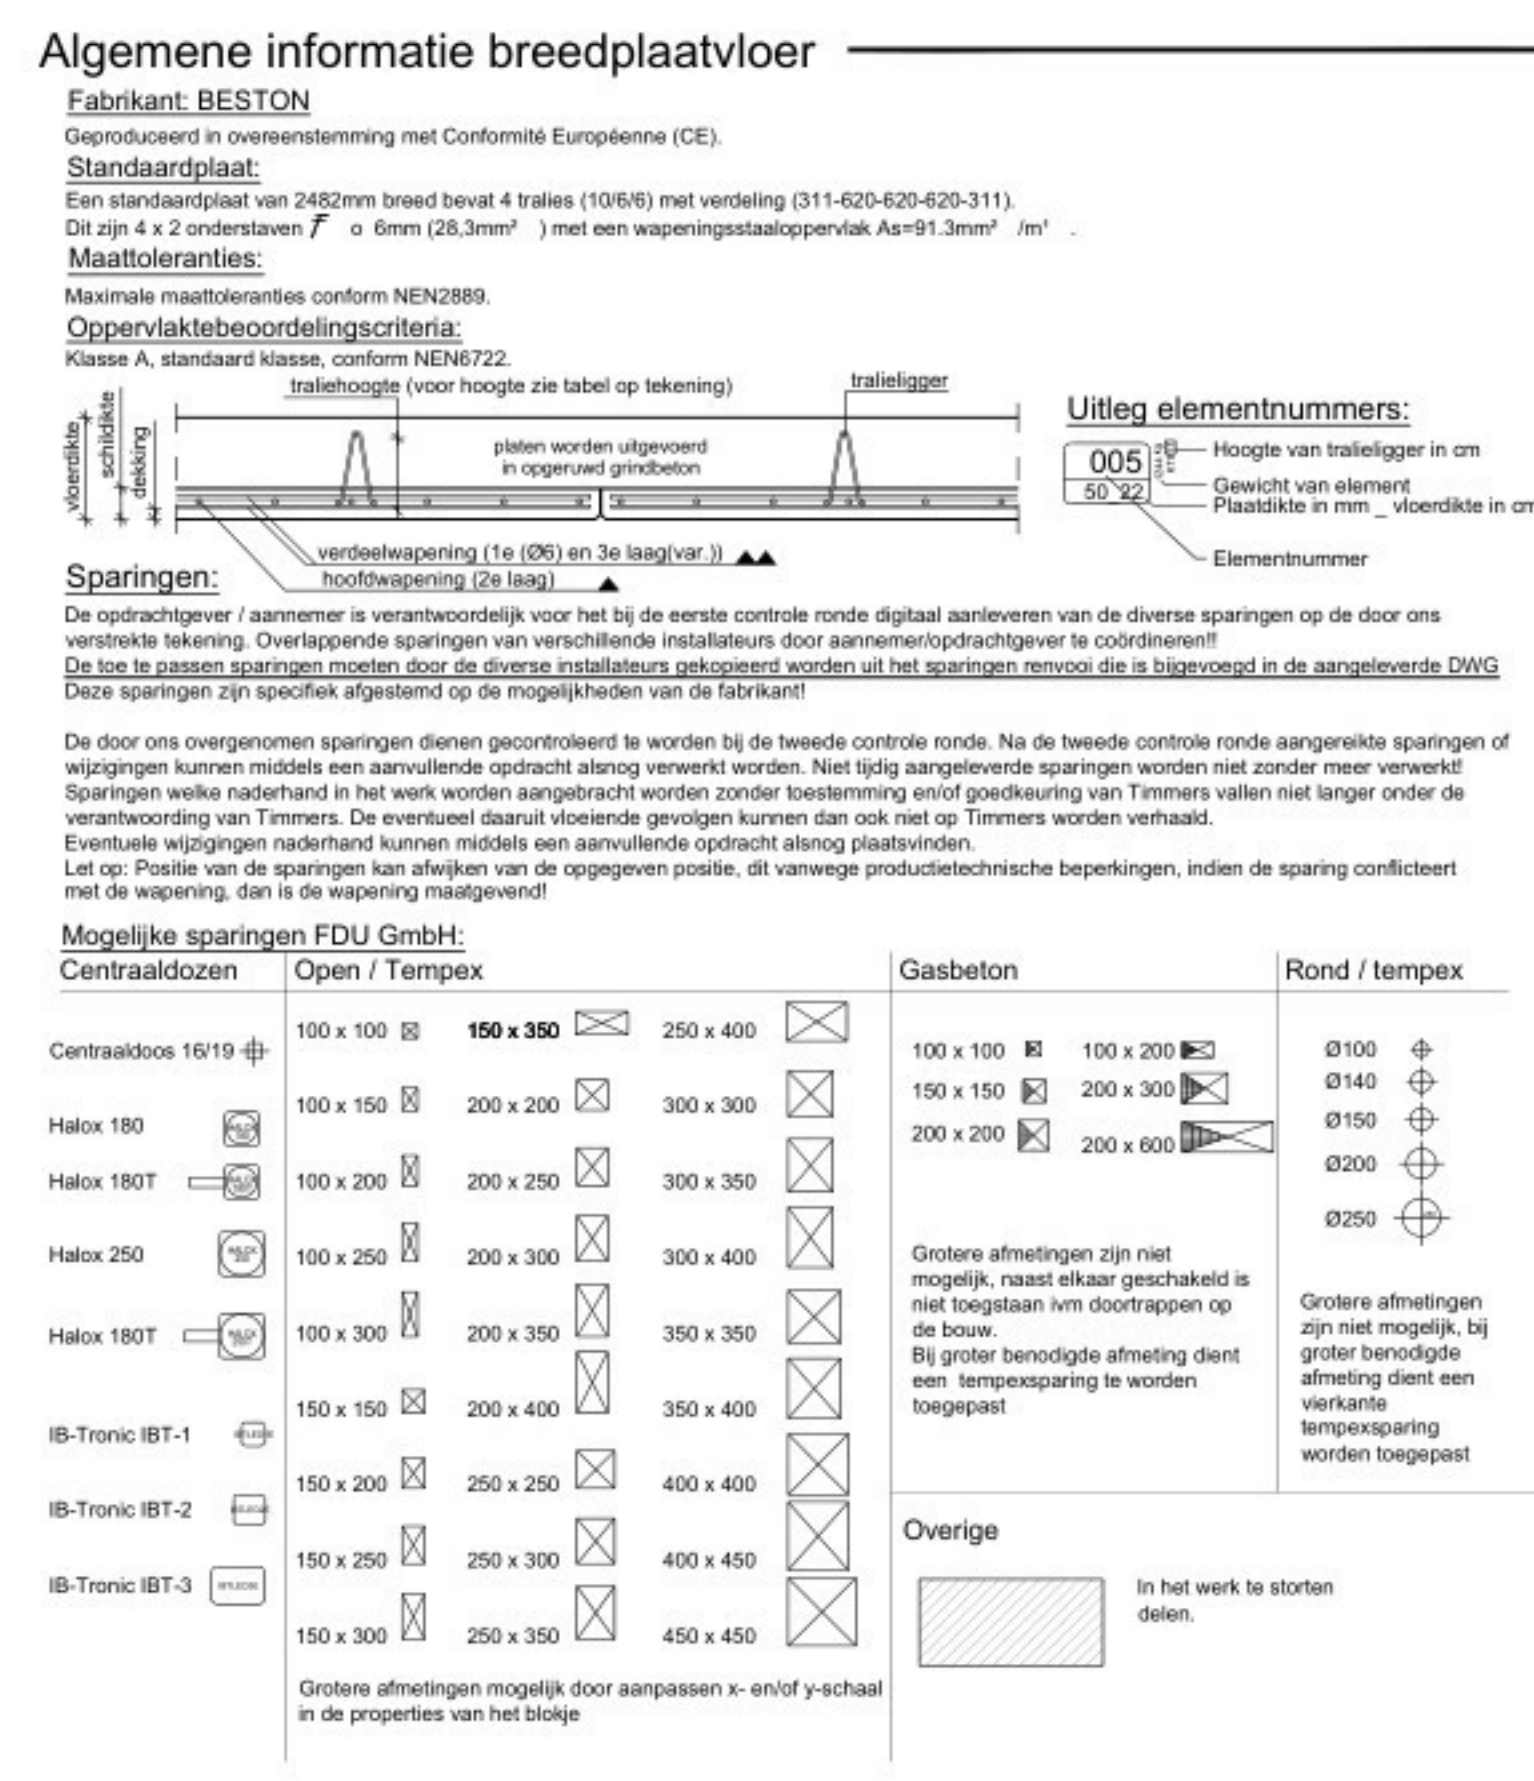 Algemene informatie breedplaatvloer
Fabrikant: BESTON
Geproduceerd in overeenstemming met Conformité Européenne (CE).
Standaardplaat:
Een standaardplaat van 2482mm breed bevat 4 tralies (10/6/6) met verdeling (311-620-620-620-311).
Dit zijn 4 x 2 onderstaven o 6mm (28,3mm² ) met een wapeningsstaaloppervlak As=91.3mm² /m¹ .
Maattoleranties:
Maximale maattoleranties conform NEN2889.
Oppervlaktebeoordelingscriteria:
Klasse A, standaard klasse, conform NEN6722.
traliehoogte (voor hoogte zie tabel op tekening)
tralieligger
vloerdikte
schildikte
dekking
platen worden uitgevoerd
in opgeruwd grindbeton
verdeelwapening (1e (Ø6) en 3e laag(var.))
hoofdwapening (2e laag)
Uitleg elementnummers:
005
50 22
Hoogte van tralieligger in cm
Gewicht van element
Plaatdikte in mm _ vloerdikte in cm
Elementnummer
Sparingen:
De opdrachtgever / aannemer is verantwoordelijk voor het bij de eerste controle ronde digitaal aanleveren van de diverse sparingen op de door ons
verstrekte tekening. Overlappende sparingen van verschillende installateurs door aannemer/opdrachtgever te coördineren!!
De toe te passen sparingen moeten door de diverse installateurs gekopieerd worden uit het sparingen renvooi die is bijgevoegd in de aangeleverde DWG
Deze sparingen zijn specifiek afgestemd op de mogelijkheden van de fabrikant!
De door ons overgenomen sparingen dienen gecontroleerd te worden bij de tweede controle ronde. Na de tweede controle ronde aangereikte sparingen of
wijzigingen kunnen middels een aanvullende opdracht alsnog verwerkt worden. Niet tijdig aangeleverde sparingen worden niet zonder meer verwerkt!
Sparingen welke naderhand in het werk worden aangebracht worden zonder toestemming en/of goedkeuring van Timmers vallen niet langer onder de
verantwoording van Timmers. De eventueel daaruit vloeiende gevolgen kunnen dan ook niet op Timmers worden verhaald.
Eventuele wijzigingen naderhand kunnen middels een aanvullende opdracht alsnog plaatsvinden.
Let op: Positie van de sparingen kan afwijken van de opgegeven positie, dit vanwege productietechnische beperkingen, indien de sparing conflicteert
met de wapening, dan is de wapening maatgevend!
Mogelijke sparingen FDU GmbH:
Centraaldozen
Centraaldoos 16/19
Halox 180
Halox 180T
Halox 250
Halox 180T
IB-Tronic IBT-1
IB-Tronic IBT-2
IB-Tronic IBT-3
Open / Tempex
100 x 100
100 x 150
100 x 200
100 x 250
100 x 300
150 x 150
150 x 200
150 x 250
150 x 300
150 x 350
200 x 200
200 x 250
200 x 300
200 x 350
200 x 400
250 x 250
250 x 300
250 x 350
250 x 400
300 x 300
300 x 350
300 x 400
350 x 350
350 x 400
400 x 400
400 x 450
450 x 450
Grotere afmetingen mogelijk door aanpassen x- en/of y-schaal
in de properties van het blokje
Gasbeton
100 x 100
150 x 150
200 x 200
100 x 200
200 x 300
200 x 600
Grotere afmetingen zijn niet
mogelijk, naast elkaar geschakeld is
niet toegstaan ivm doortrappen op
de bouw.
Bij groter benodigde afmeting dient
een tempexsparing te worden
toegepast
Rond / tempex
Ø100
Ø140
Ø150
Ø200
Ø250
Grotere afmetingen
zijn niet mogelijk, bij
groter benodigde
afmeting dient een
vierkante
tempexsparing
worden toegepast
Overige
In het werk te storten
delen.